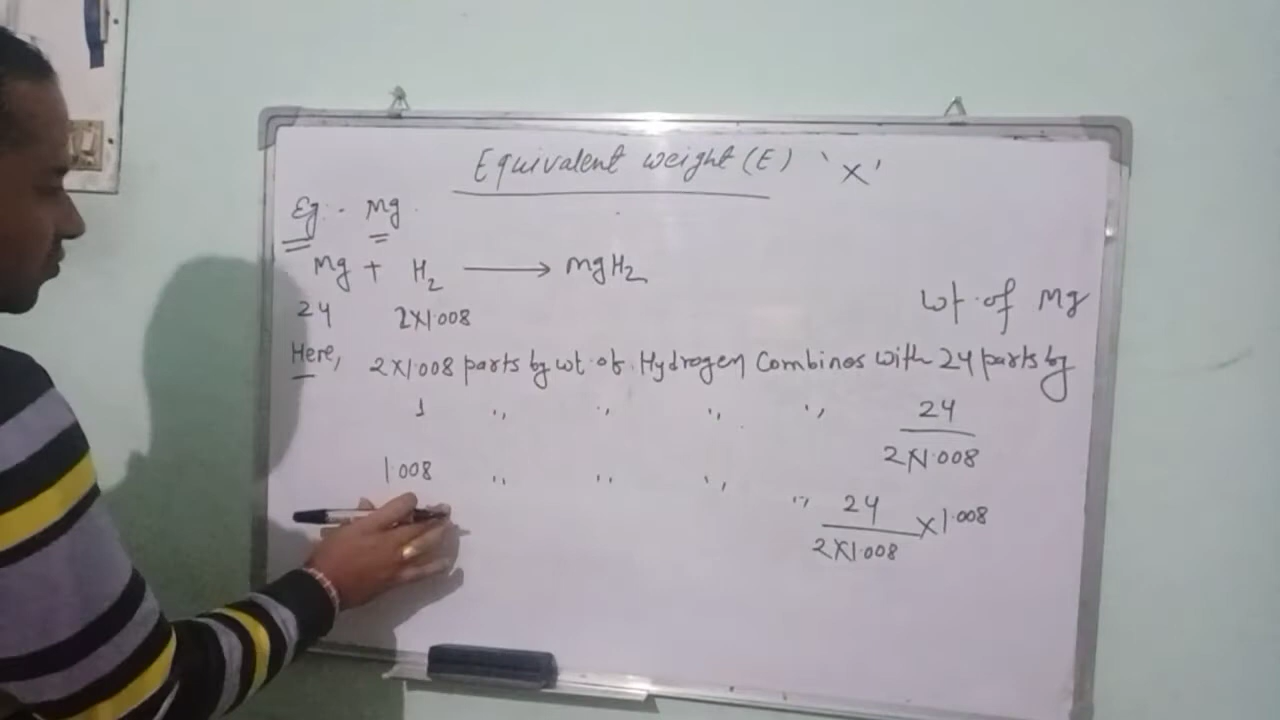 Equivalent weight (E) 'X'
Eg:- Mg.
Mg + H₂ ⟶ MgH₂
24 2×1.008
wt. of Mg
Here, 2×1.008 parts by wt. of. Hydrogen Combines with 24 parts by
1 ,, ,, ,, ,, 24/2×1.008
1.008 ,, ,, ,, ,, 24/2×1.008 ×1.008